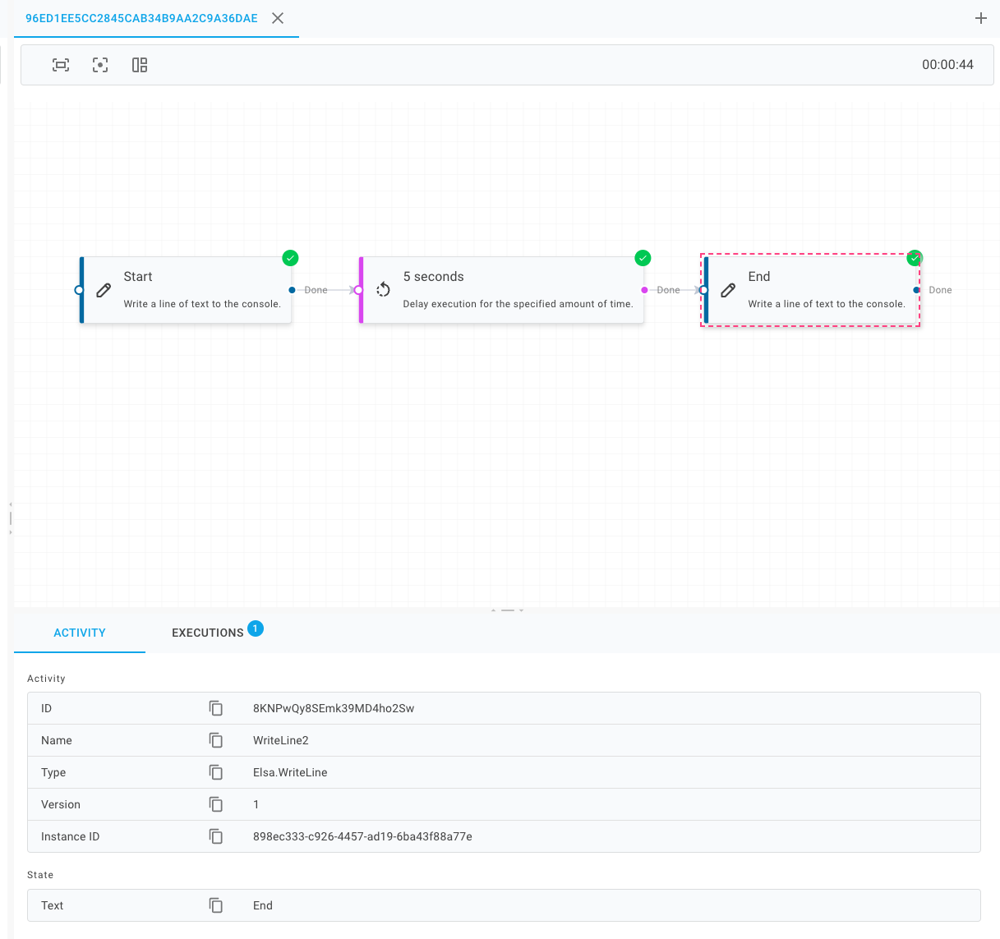 96ED1EE5CC2845CAB34B9AA2C9A36DAE
00:00:44
Start
Write a line of text to the console.
Done
5 seconds
Delay execution for the specified amount of time.
Done
End
Write a line of text to the console.
Done
ACTIVITY
EXECUTIONS 1
Activity
ID 8KNPwQy8SEmk39MD4ho2Sw
Name WriteLine2
Type Elsa.WriteLine
Version 1
Instance ID 898ec333-c926-4457-ad19-6ba43f88a77e
State
Text End